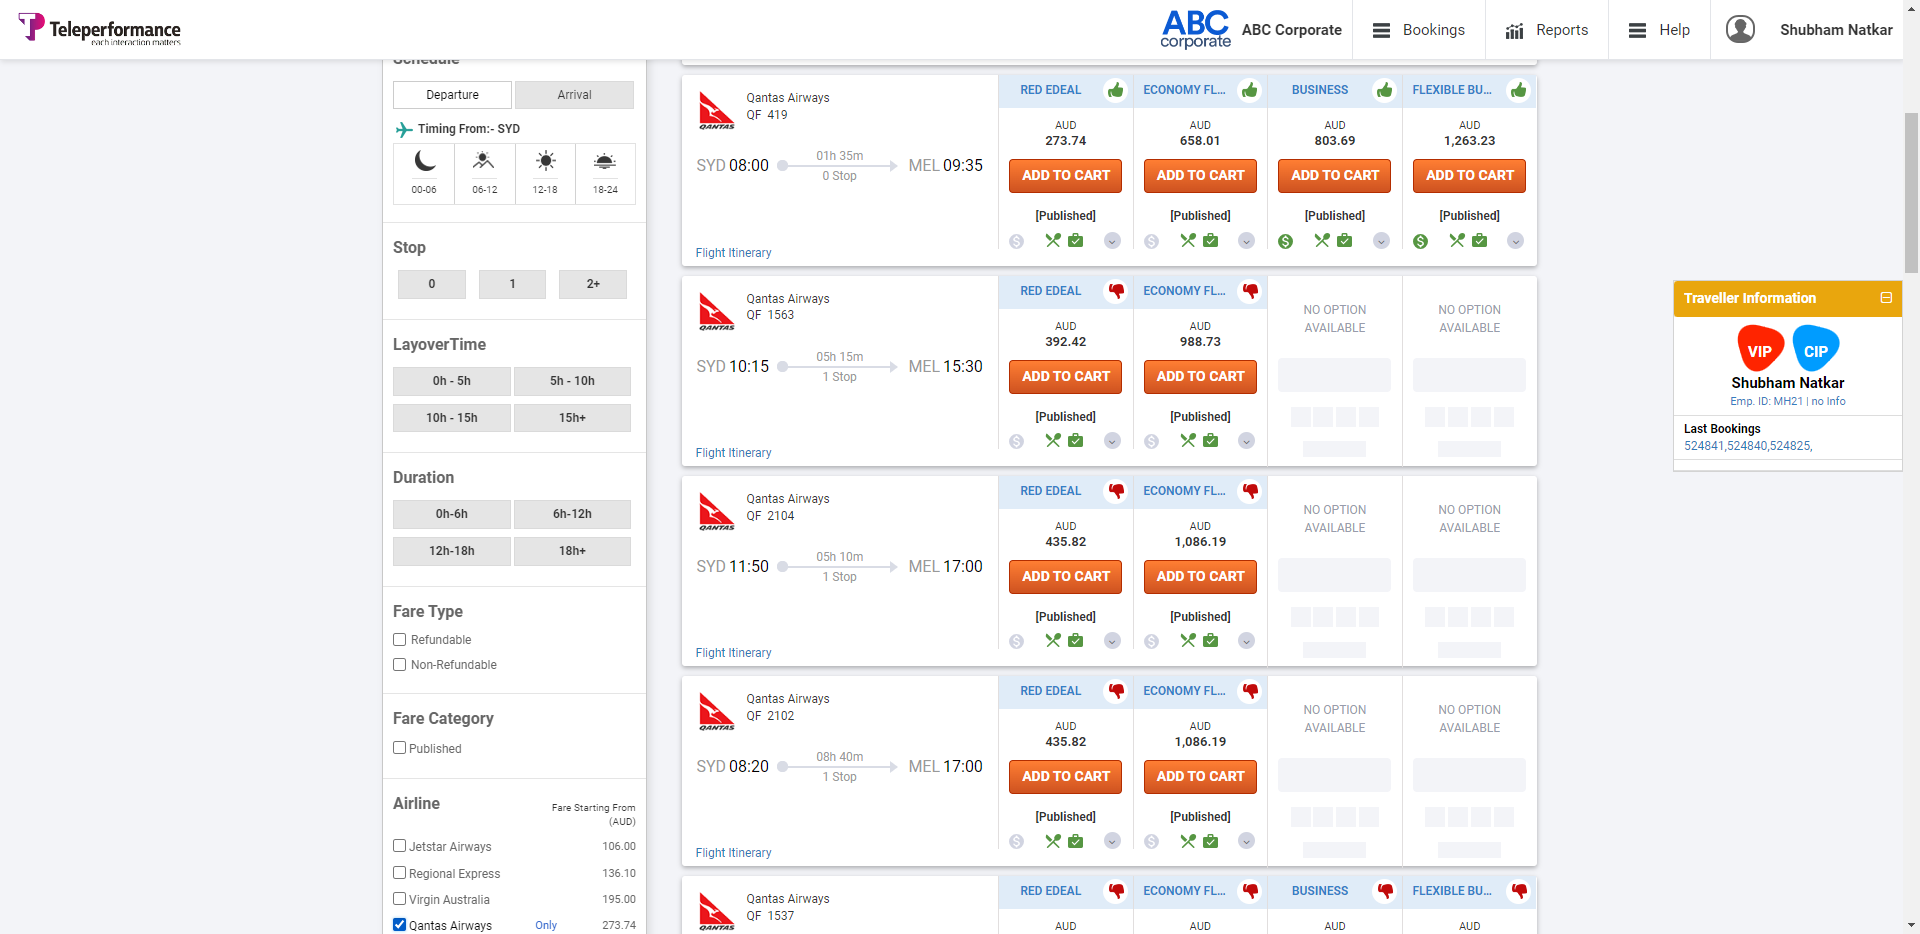 Teleperformance
each interaction matters
ABC
corporate
ABC Corporate
Bookings
Reports
Help
Shubham Natkar
Schedule
Departure
Arrival
Timing From:- SYD
00-06
06-12
12-18
18-24
Stop
0
1
2+
LayoverTime
0h - 5h
5h - 10h
10h - 15h
15h+
Duration
0h-6h
6h-12h
12h-18h
18h+
Fare Type
Refundable
Non-Refundable
Fare Category
Published
Airline
Fare Starting From
(AUD)
Jetstar Airways 106.00
Regional Express 136.10
Virgin Australia 195.00
Qantas Airways Only 273.74
QANTAS
Qantas Airways
QF 419
SYD 08:00
01h 35m
0 Stop
MEL 09:35
Flight Itinerary
RED EDEAL
AUD
273.74
ADD TO CART
[Published]
ECONOMY FL...
AUD
658.01
ADD TO CART
[Published]
BUSINESS
AUD
803.69
ADD TO CART
[Published]
FLEXIBLE BU...
AUD
1,263.23
ADD TO CART
[Published]
QANTAS
Qantas Airways
QF 1563
SYD 10:15
05h 15m
1 Stop
MEL 15:30
Flight Itinerary
RED EDEAL
AUD
392.42
ADD TO CART
[Published]
ECONOMY FL...
AUD
988.73
ADD TO CART
[Published]
NO OPTION
AVAILABLE
NO OPTION
AVAILABLE
QANTAS
Qantas Airways
QF 2104
SYD 11:50
05h 10m
1 Stop
MEL 17:00
Flight Itinerary
RED EDEAL
AUD
435.82
ADD TO CART
[Published]
ECONOMY FL...
AUD
1,086.19
ADD TO CART
[Published]
NO OPTION
AVAILABLE
NO OPTION
AVAILABLE
QANTAS
Qantas Airways
QF 2102
SYD 08:20
08h 40m
1 Stop
MEL 17:00
Flight Itinerary
RED EDEAL
AUD
435.82
ADD TO CART
[Published]
ECONOMY FL...
AUD
1,086.19
ADD TO CART
[Published]
NO OPTION
AVAILABLE
NO OPTION
AVAILABLE
QANTAS
Qantas Airways
QF 1537
RED EDEAL
AUD
ECONOMY FL...
AUD
BUSINESS
AUD
FLEXIBLE BU...
AUD
Traveller Information
VIP
CIP
Shubham Natkar
Emp. ID: MH21 | no Info
Last Bookings
524841,524840,524825,